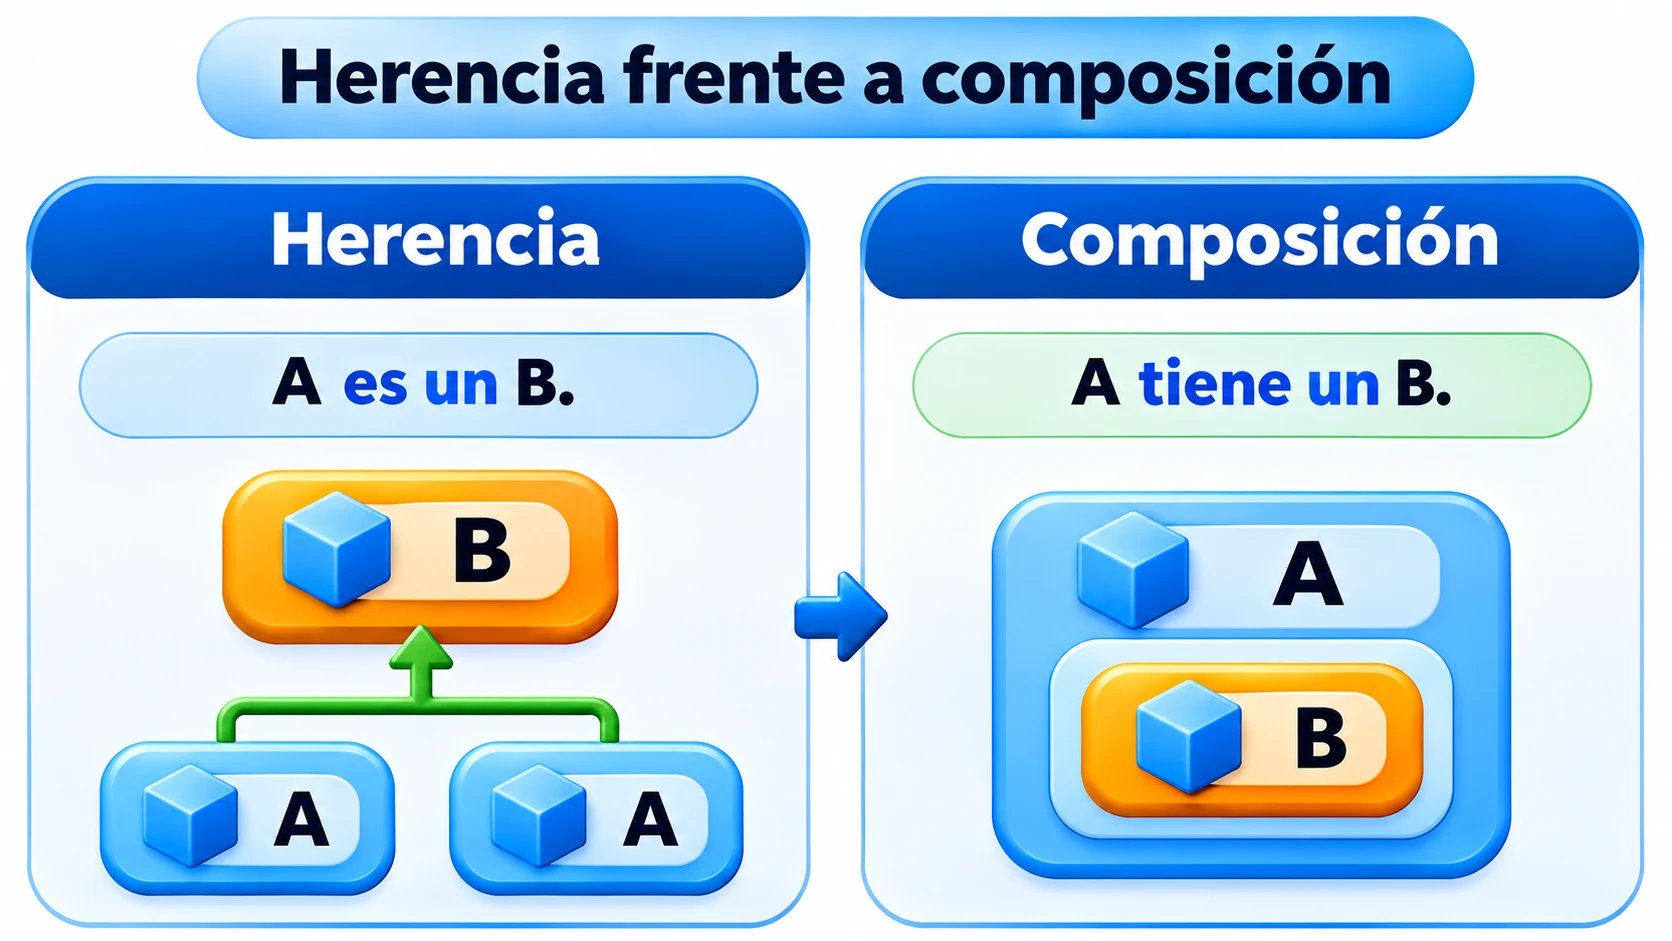 Herencia frente a composición
Herencia
A es un B.
B
A
A
Composición
A tiene un B.
A
B